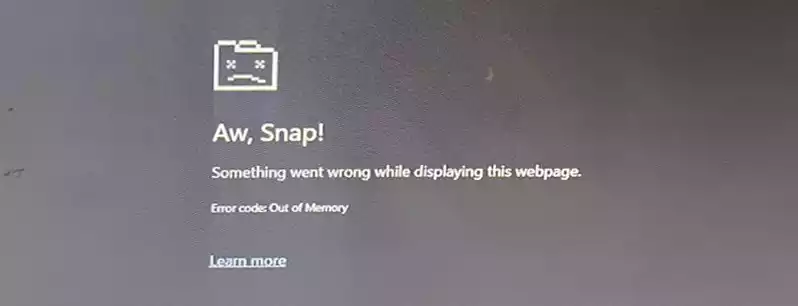 Aw, Snap!
Something went wrong while displaying this webpage.
Error code: Out of Memory
Learn more